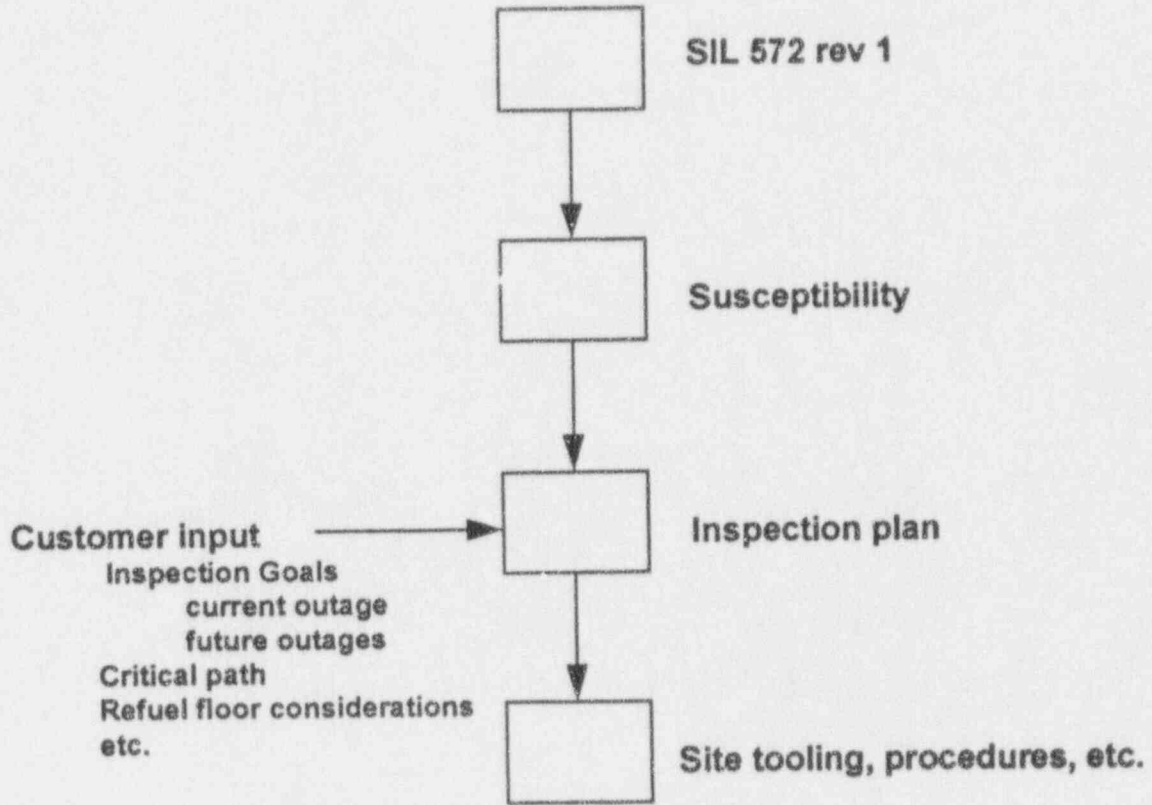 SIL 572 rev 1
Susceptibility
Inspection plan
Customer input
Inspection Goals
current outage
future outages
Critical path
Refuel floor considerations
etc.
Site tooling, procedures, etc.